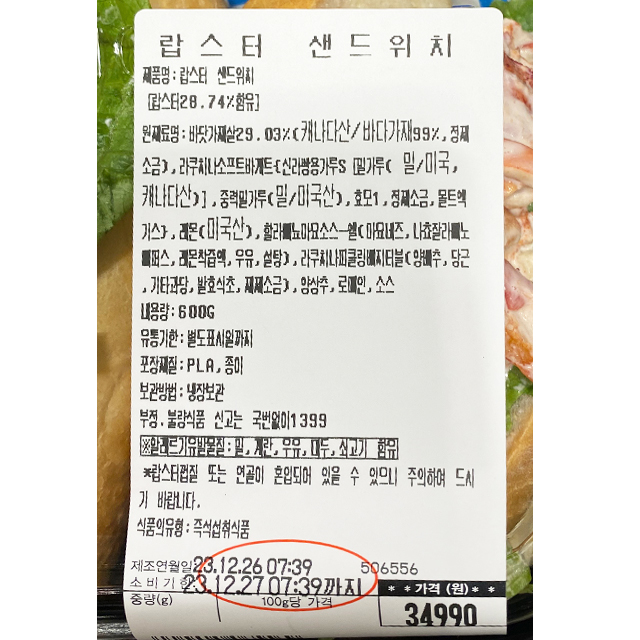 랍스터 샌드위치
제품명:랍스터 샌드위치
[랍스터28.74%함유]
원재료명:바닷가재살29.03%(캐나다산/바다가재99%,정제
소금),라쿠치나소프트바게트{신라쌍용가루S [밀가루( 밀/미국,
캐나다산)],중력밀가루(밀/미국산),호모1,정제소금,몰트엑
기스},레몬(미국산),할라삐뇨마요소스-엘(마요네즈, 나쵸할라삐노
페퍼스,레몬착즙액,우유,설탕),라쿠치나피클링베지터블(양배추,당근
,기타과당,발효식초,재제소금),양상추,로메인,소스
내용량:600G
유통기한:별도표시일까지
포장재질:PLA,종이
보관방법:냉장보관
부정.불량식품 신고는 국번없이1399
※알레르기유발물질:밀,계란,우유,대두,쇠고기 함유
*랍스터껍질 또는 연골이 혼입되어 있을 수 있으니 주의하여 드시
기 바랍니다.
식품의유형:즉석섭취식품
제조연월일:23.12.26 07:39 506556
소비기한:23.12.27 07:39까지 **가격(원)**
중량(g) 100g당 가격 34990